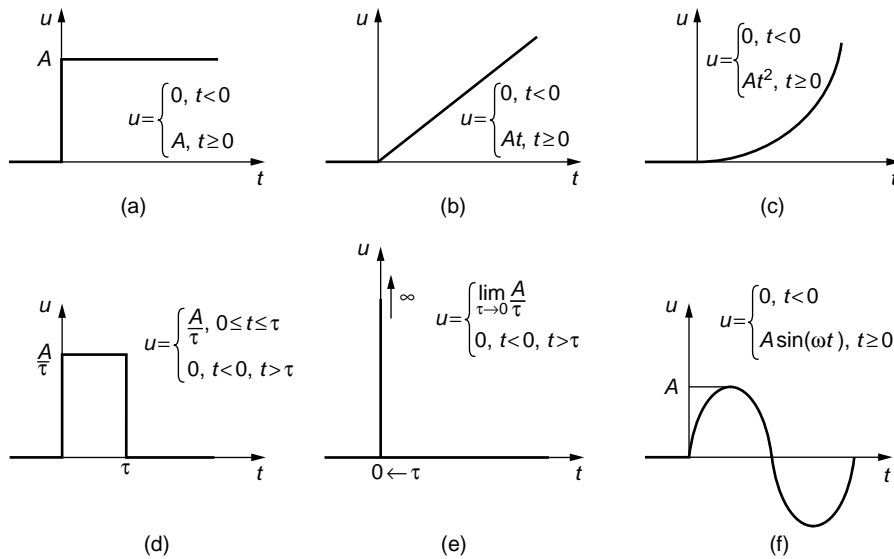 u
A
u= { 0, t<0
A, t≥0
t
(a)
u
u= { 0, t<0
At, t≥0
t
(b)
u
u= { 0, t<0
At², t≥0
t
(c)
u
A/τ
u= { A/τ, 0≤t≤τ
0, t<0, t>τ
τ
t
(d)
u
∞
u= { lim τ→0 A/τ
0, t<0, t>τ
0←τ
t
(e)
u
A
u= { 0, t<0
A sin(ωt), t≥0
t
(f)